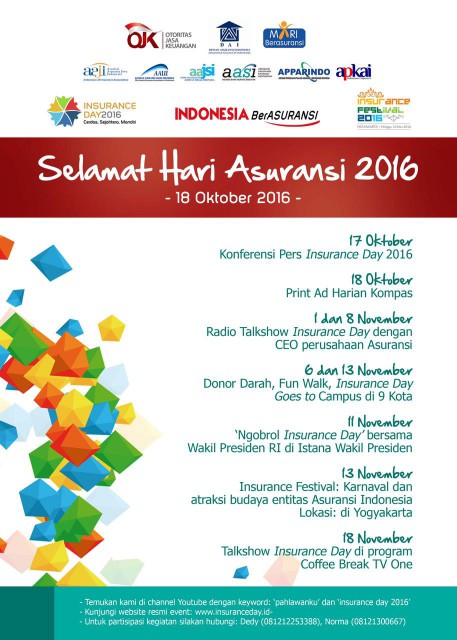 OJK OTORITAS
JASA
KEUANGAN
DAI
DEWAN ASURANSI INDONESIA
MARI
Berasuransi
aaji
AAUI
aajsi
aasi
APPARINDO
apkai
INSURANCE
DAY2016
Cerdas, Sejahtera, Mandiri
INDONESIA BerASURANSI
insurance
FESTIVAL
2016
Selamat Hari Asuransi 2016
- 18 Oktober 2016 -
17 Oktober
Konferensi Pers Insurance Day 2016
18 Oktober
Print Ad Harian Kompas
1 dan 8 November
Radio Talkshow Insurance Day dengan
CEO perusahaan Asuransi
6 dan 13 November
Donor Darah, Fun Walk, Insurance Day
Goes to Campus di 9 Kota
11 November
'Ngobrol Insurance Day' bersama
Wakil Presiden RI di Istana Wakil Presiden
13 November
Insurance Festival: Karnaval dan
atraksi budaya entitas Asuransi Indonesia
Lokasi: di Yogyakarta
18 November
Talkshow Insurance Day di program
Coffee Break TV One
- Temukan kami di channel Youtube dengan keyword: 'pahlawanku' dan 'insurance day 2016'
- Kunjungi website resmi event: www.insuranceday.id-
- Untuk partisipasi kegiatan silakan hubungi: Dedy (081212253388), Norma (08121300667)